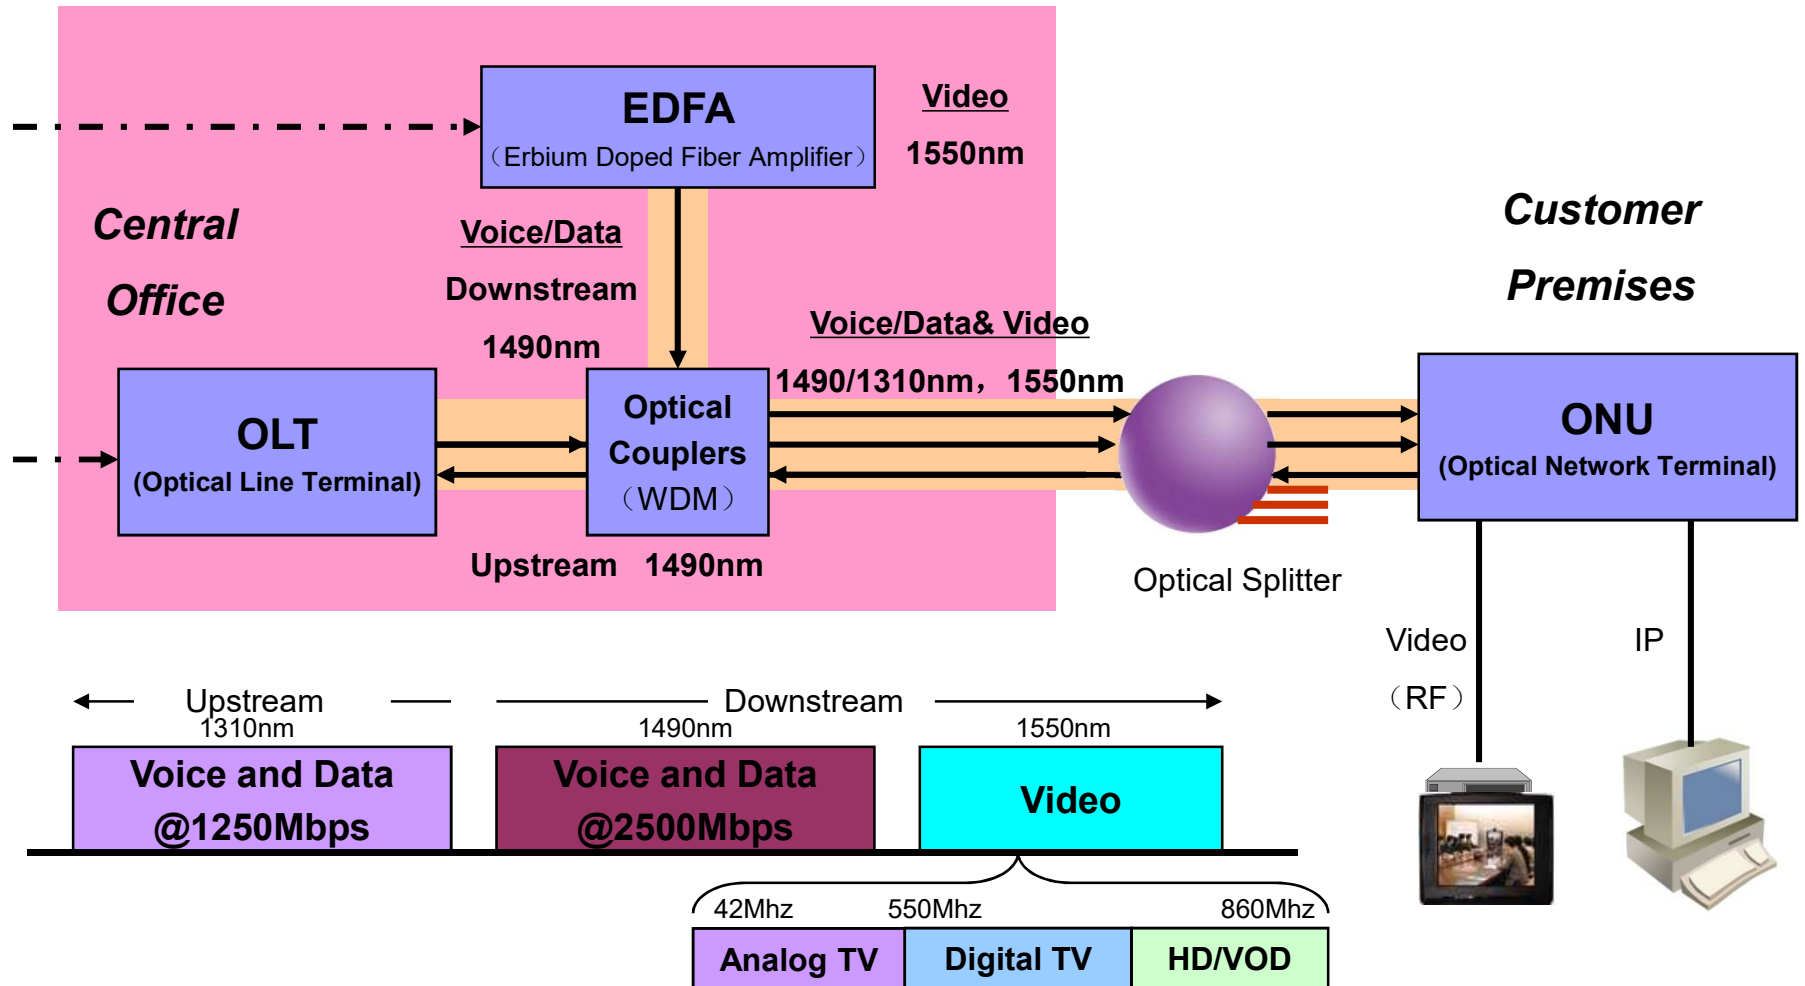 EDFA
（Erbium Doped Fiber Amplifier）
Video
1550nm
Central
Office
Voice/Data
Downstream
1490nm
Voice/Data& Video
1490/1310nm，1550nm
Customer
Premises
OLT
(Optical Line Terminal)
Optical
Couplers
（WDM）
ONU
(Optical Network Terminal)
Upstream 1490nm
Optical Splitter
Video
（RF）
IP
Upstream
1310nm
Downstream
1490nm
1550nm
Voice and Data
@1250Mbps
Voice and Data
@2500Mbps
Video
42Mhz
550Mhz
860Mhz
Analog TV
Digital TV
HD/VOD